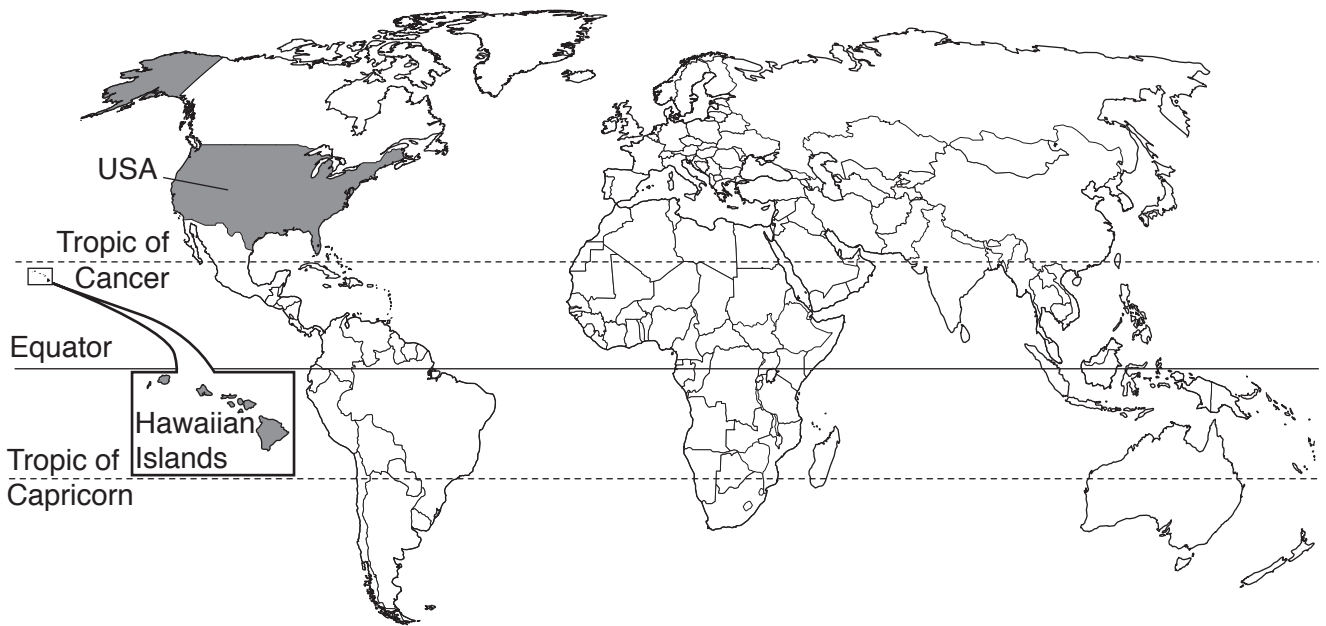 USA
Tropic of
Cancer
Equator
Hawaiian
Islands
Tropic of
Capricorn